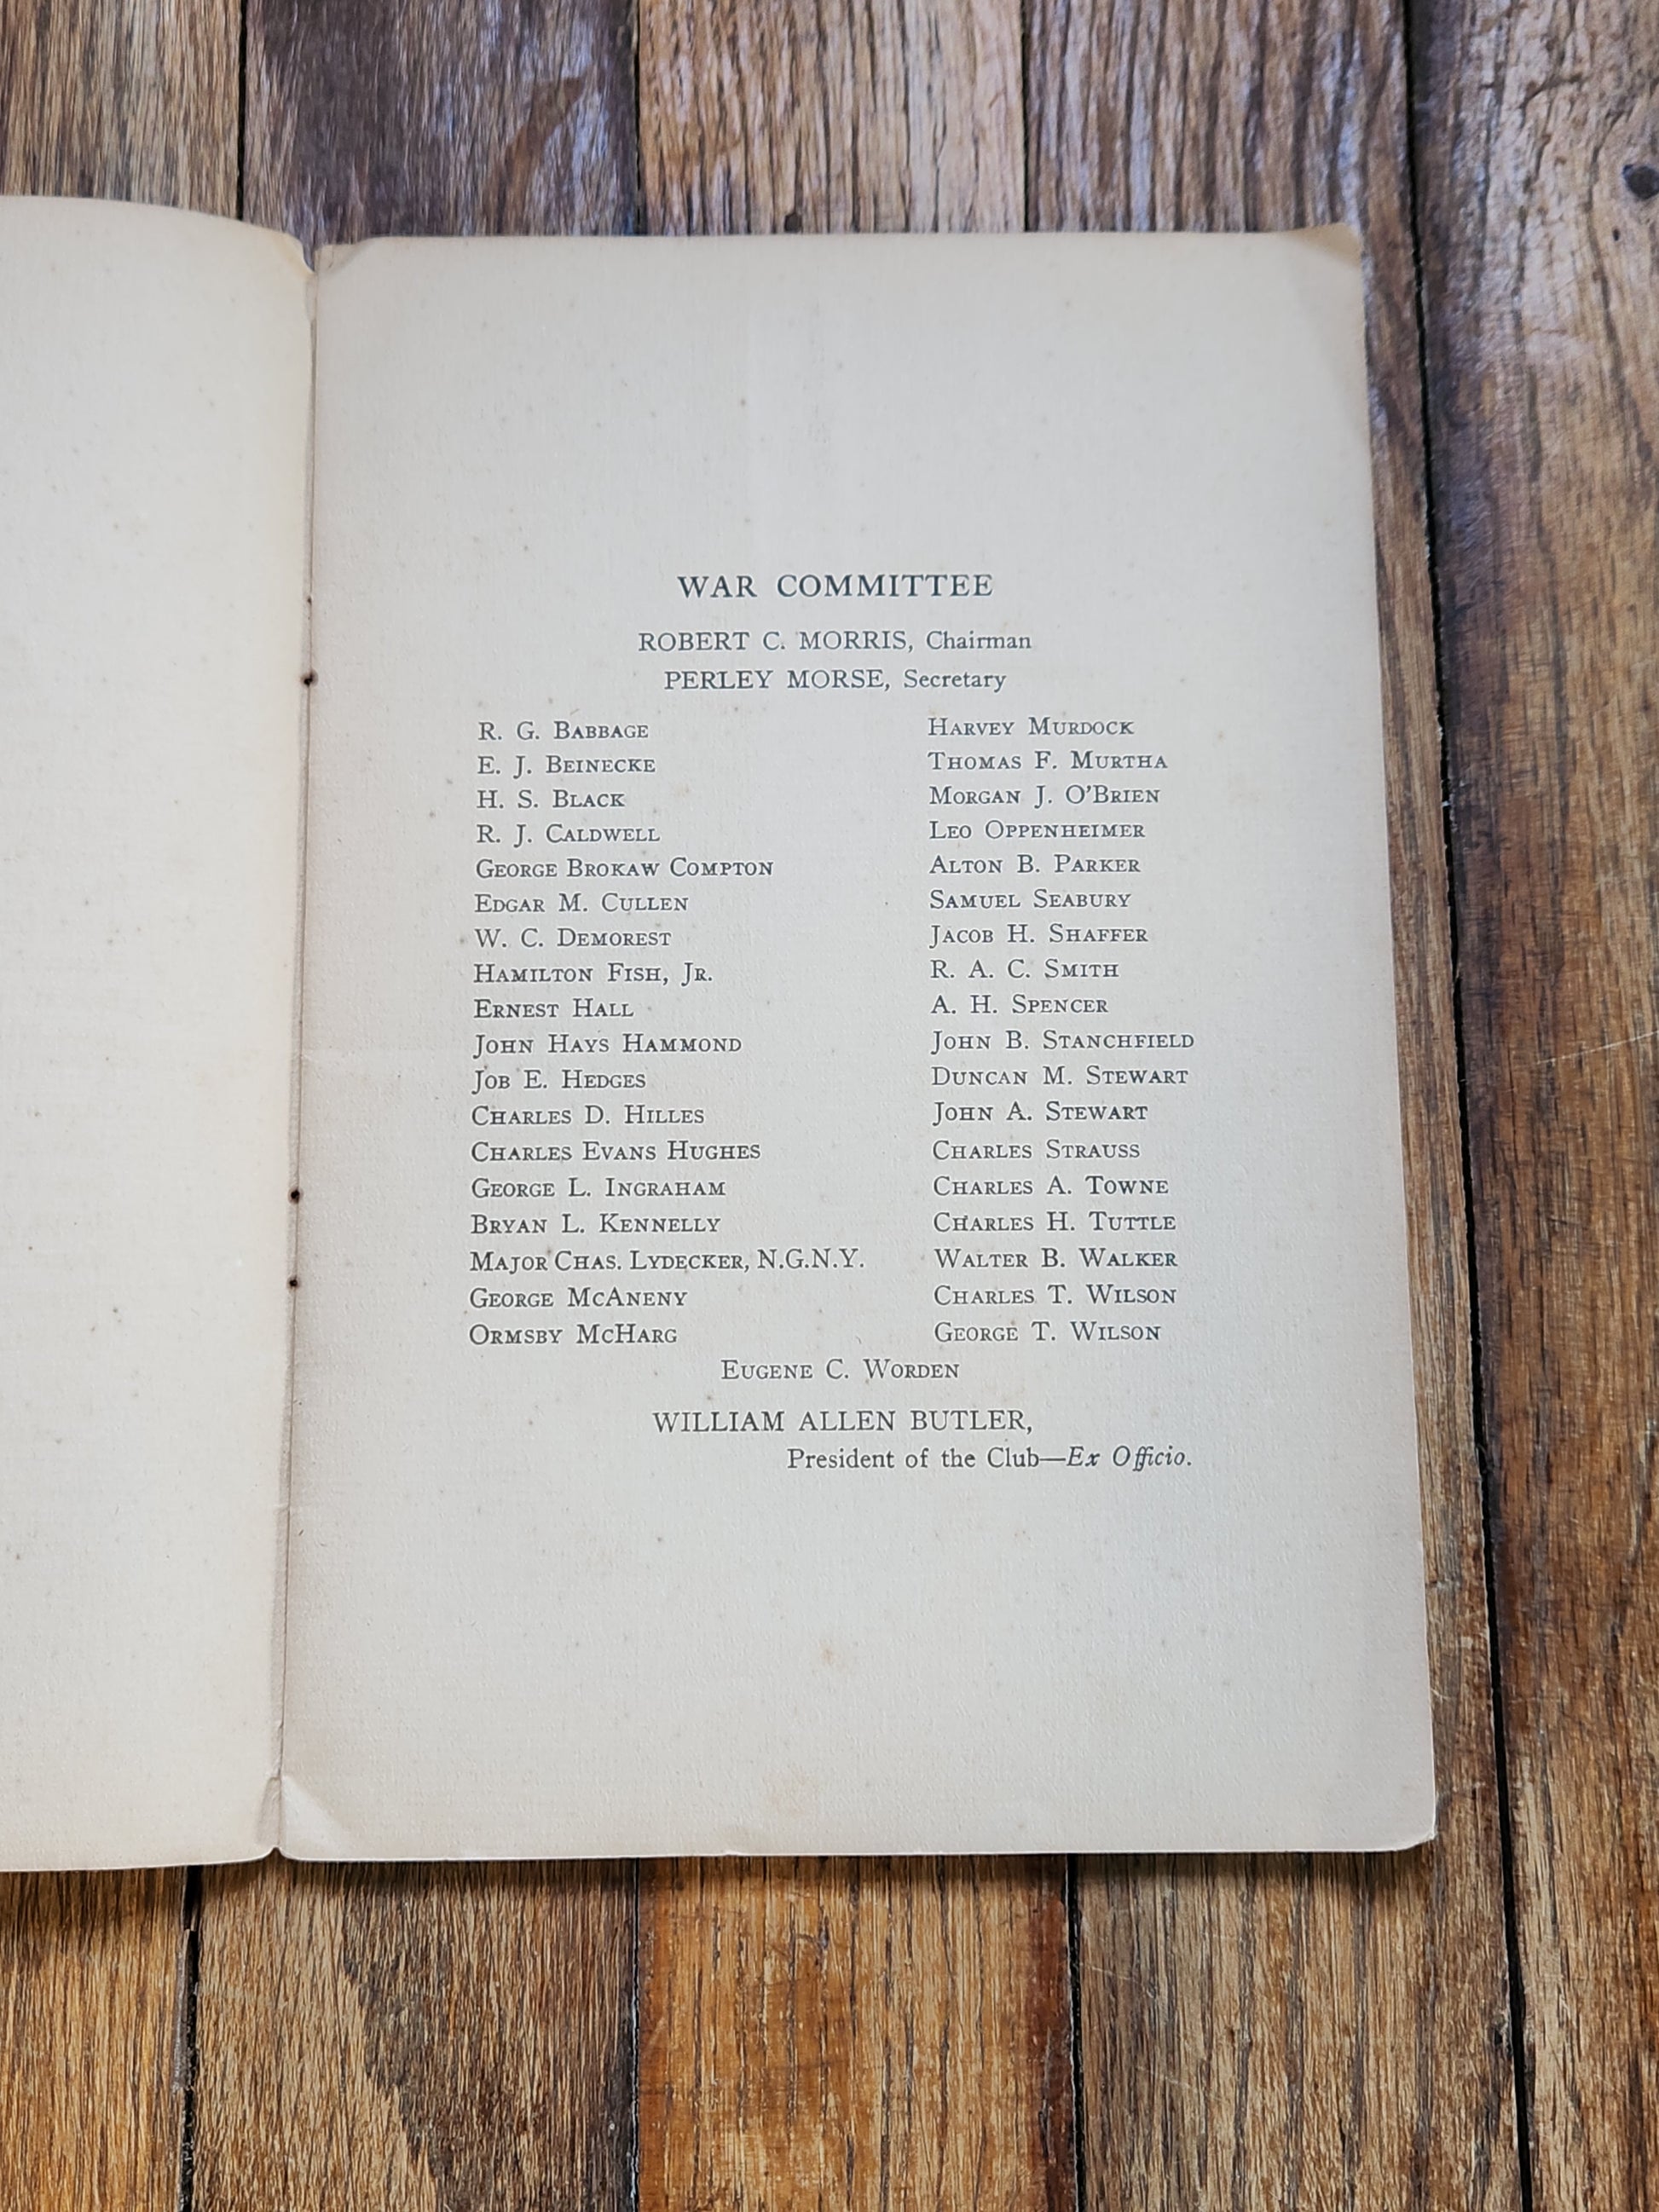 WAR COMMITTEE
ROBERT C. MORRIS, Chairman
PERLEY MORSE, Secretary
R. G. BABBAGE
E. J. BEINECKE
H. S. BLACK
R. J. CALDWELL
GEORGE BROKAW COMPTON
EDGAR M. CULLEN
W. C. DEMOREST
HAMILTON FISH, JR.
ERNEST HALL
JOHN HAYS HAMMOND
JOB E. HEDGES
CHARLES D. HILLES
CHARLES EVANS HUGHES
GEORGE L. INGRAHAM
BRYAN L. KENNELLY
MAJOR CHAS. LYDECKER, N.G.N.Y.
GEORGE MCANENY
ORMSBY MCHARG
HARVEY MURDOCK
THOMAS F. MURTHA
MORGAN J. O'BRIEN
LEO OPPENHEIMER
ALTON B. PARKER
SAMUEL SEABURY
JACOB H. SHAFFER
R. A. C. SMITH
A. H. SPENCER
JOHN B. STANCHFIELD
DUNCAN M. STEWART
JOHN A. STEWART
CHARLES STRAUSS
CHARLES A. TOWNE
CHARLES H. TUTTLE
WALTER B. WALKER
CHARLES T. WILSON
GEORGE T. WILSON
EUGENE C. WORDEN
WILLIAM ALLEN BUTLER,
President of the Club—Ex Officio.